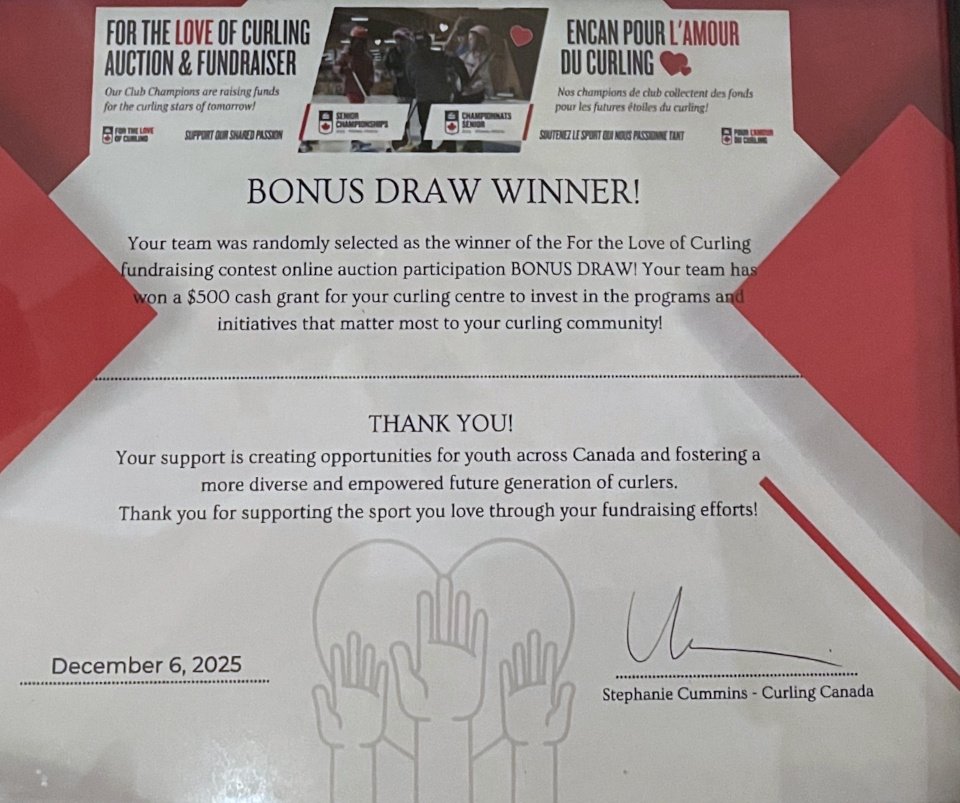 FOR THE LOVE OF CURLING
AUCTION & FUNDRAISER
Our Club Champions are raising funds
for the curling stars of tomorrow!
FOR THE LOVE
OF CURLING
SUPPORT OUR SHARED PASSION
SENIOR
CHAMPIONSHIPS
CHAMPIONNATS
SENIOR
ENCAN POUR L'AMOUR
DU CURLING
Nos champions de club collectent des fonds
pour les futures étoiles du curling!
SOUTENEZ LE SPORT QUI NOUS PASSIONNE TANT
POUR L'AMOUR
DU CURLING
BONUS DRAW WINNER!
Your team was randomly selected as the winner of the For the Love of Curling
fundraising contest online auction participation BONUS DRAW! Your team has
won a $500 cash grant for your curling centre to invest in the programs and
initiatives that matter most to your curling community!
THANK YOU!
Your support is creating opportunities for youth across Canada and fostering a
more diverse and empowered future generation of curlers.
Thank you for supporting the sport you love through your fundraising efforts!
December 6, 2025
Stephanie Cummins - Curling Canada